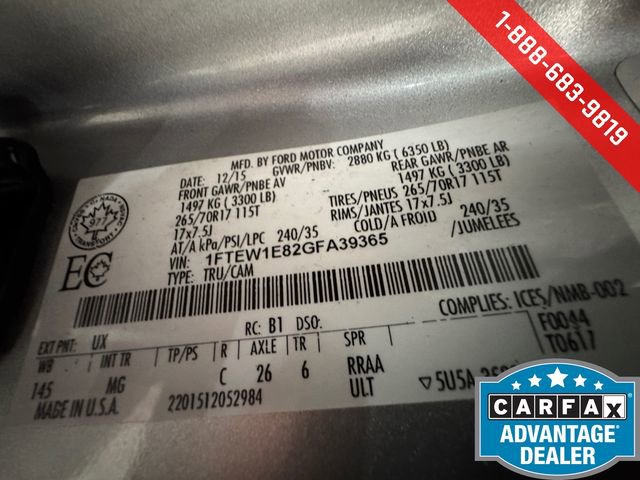 1-888-683-9819
MFD. BY FORD MOTOR COMPANY
DATE: 12/15 GVWR/PNBV: 2880 KG ( 6350 LB)
FRONT GAWR/PNBE AV REAR GAWR/PNBE AR
1497 KG ( 3300 LB) 1497 KG ( 3300 LB)
265/70R17 115T TIRES/PNEUS 265/70R17 115T
17x7.5J RIMS/JANTES 17x7.5J
AT/A kPa/PSI/LPC 240/35 COLD/A FROID 240/35
VIN: 1FTEW1E82GFA39365 /JUMELEES
TYPE: TRU/CAM
EC
COMPLIES: ICES/NMB-002
RC: B1 DSO: F0044
EXT PNT: UX T0617
WB INT TR TP/PS R AXLE TR SPR
145 MG C 26 6 RRAA
ULT ▽5U5A
MADE IN U.S.A. 2201512052984
CARFAX
ADVANTAGE®
DEALER